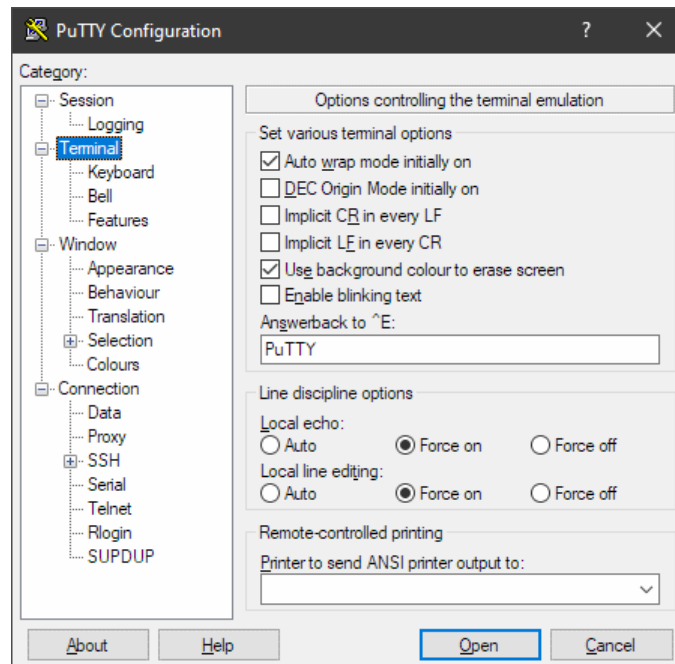 PuTTY Configuration
?
Category:
Session
Logging
Terminal
Keyboard
Bell
Features
Window
Appearance
Behaviour
Translation
Selection
Colours
Connection
Data
Proxy
SSH
Serial
Telnet
Rlogin
SUPDUP
Options controlling the terminal emulation
Set various terminal options
Auto wrap mode initially on
DEC Origin Mode initially on
Implicit CR in every LF
Implicit LF in every CR
Use background colour to erase screen
Enable blinking text
Answerback to ^E:
PuTTY
Line discipline options
Local echo:
Auto Force on Force off
Local line editing:
Auto Force on Force off
Remote-controlled printing
Printer to send ANSI printer output to:
About Help Open Cancel